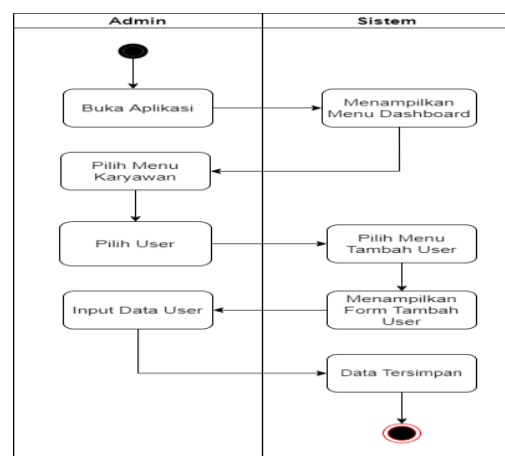 Admin
Sistem
Buka Aplikasi
Menampilkan
Menu Dashboard
Pilih Menu
Karyawan
Pilih User
Pilih Menu
Tambah User
Menampilkan
Form Tambah
User
Input Data User
Data Tersimpan